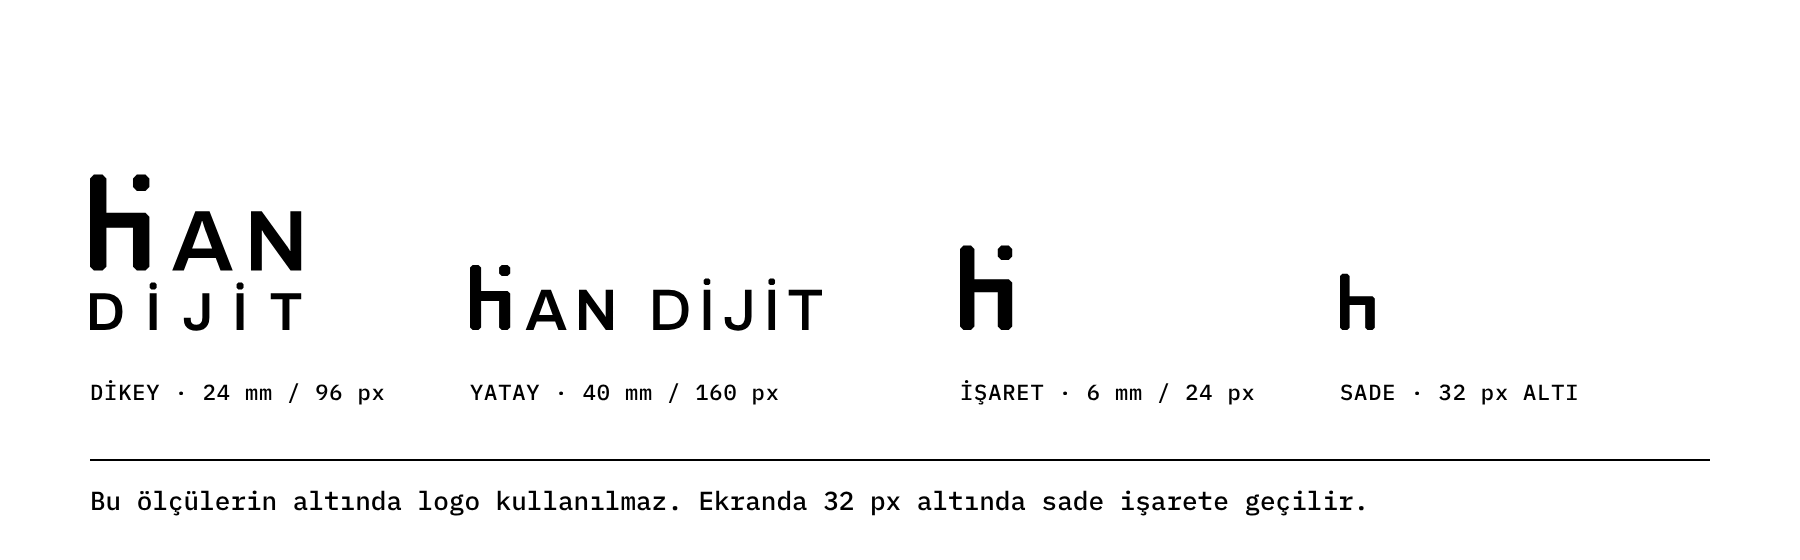 hAN
DİJİT
hAN DİJİT
h
h
DİKEY · 24 mm / 96 px
YATAY · 40 mm / 160 px
İŞARET · 6 mm / 24 px
SADE · 32 px ALTI
Bu ölçülerin altında logo kullanılmaz. Ekranda 32 px altında sade işarete geçilir.